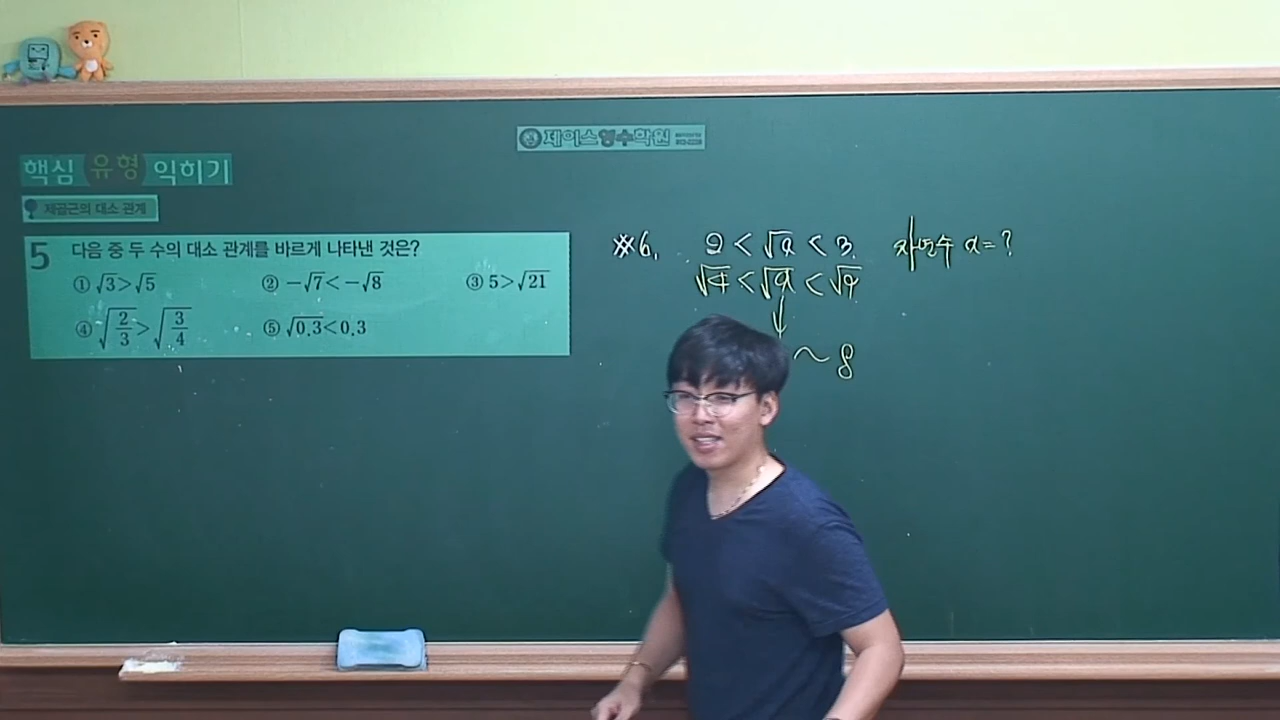 제이스영수학원
핵심 유형 익히기
제곱근의 대소 관계
5 다음 중 두 수의 대소 관계를 바르게 나타낸 것은?
① √3>√5 ② -√7<-√8 ③ 5>√21
④ √(2/3)>√(3/4) ⑤ √0.3<0.3
※6. 2 < √a < 3 자연수 a=?
√4 < √a < √9
↓
~ 8